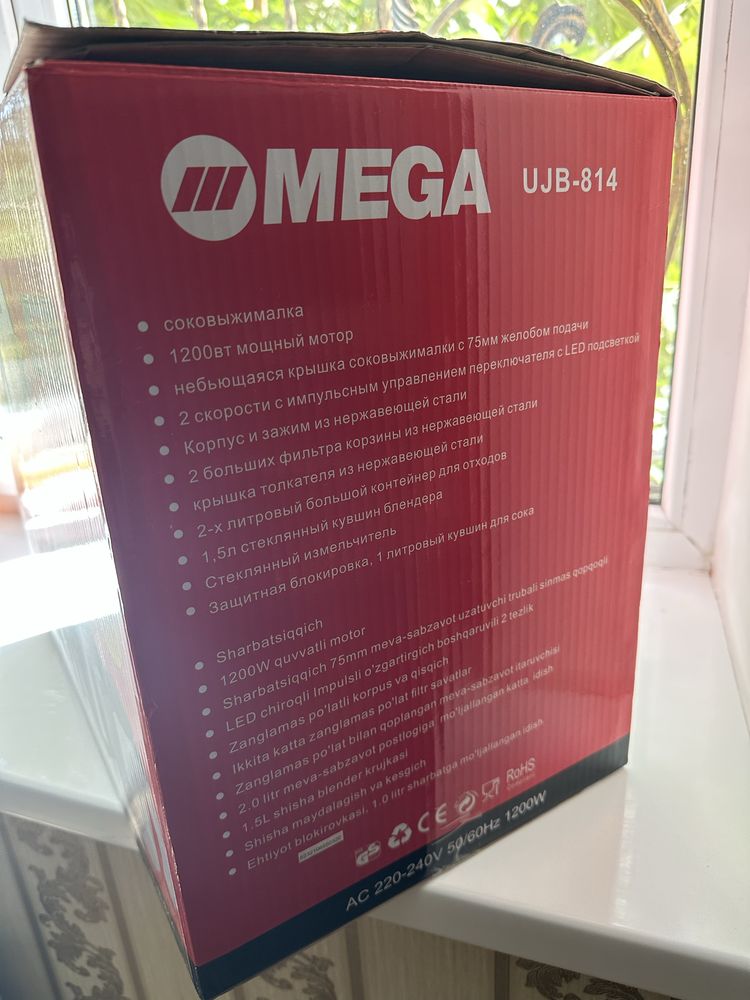 MEGA UJB-814
соковыжималка
1200вт мощный мотор
небьющаяся крышка соковыжималки с 75мм желобом подачи
2 скорости с импульсным управлением переключателя с LED подсветкой
Корпус и зажим из нержавеющей стали
2 больших фильтра корзины из нержавеющей стали
крышка толкателя из нержавеющей стали
2-х литровый большой контейнер для отходов
1,5л стеклянный кувшин блендера
Стеклянный измельчитель
Защитная блокировка, 1 литровый кувшин для сока
Sharbatsiqqich
1200W quvvatli motor
Sharbatsiqqich 75mm meva-sabzavot uzatuvchi trubali sinmas qopqoqli
LED chiroqli Impulsli o'zgartirgich boshqaruvili 2 tezlik
Zanglamas po'latli korpus va qisqich
Ikkita katta zanglamas po'lat filtr savatlar
Zanglamas po'lat bilan qoplangan meva-sabzavot itaruvchisi
2.0 litr meva-sabzavot postlogiga mo'ljallangan katta idish
1.5L shisha blender krujkasi
Shisha maydalagish va kesgich
Ehtiyot blokirovkasi, 1.0 litr sharbatga mo'ljallangan idish
GS CE RoHS
AC 220-240V 50/60Hz 1200W